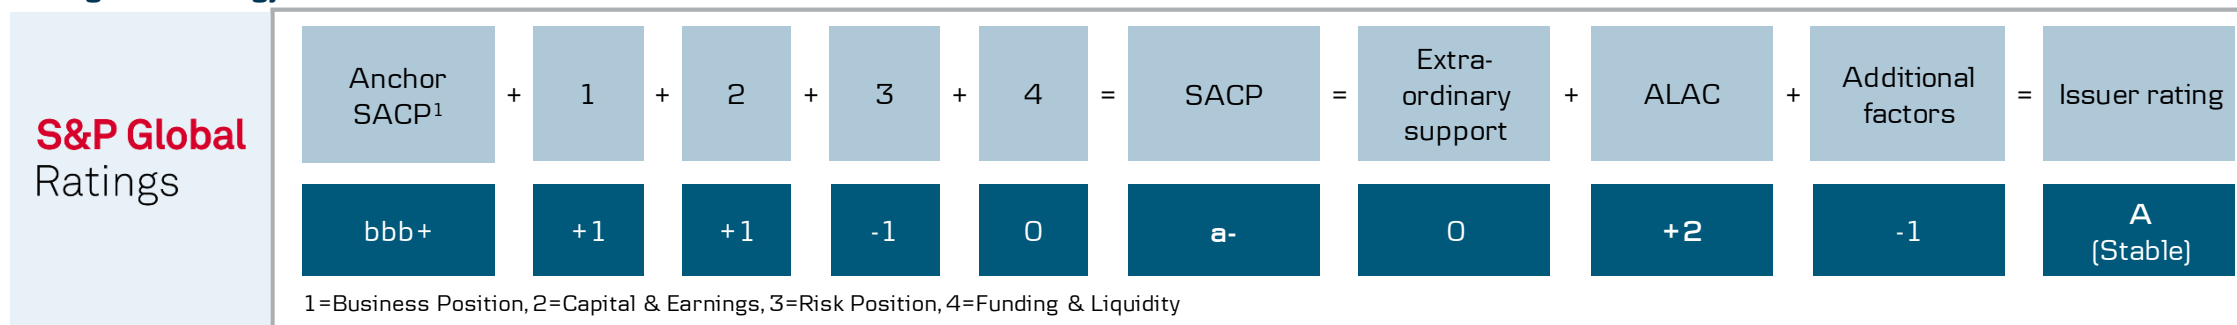 S&P Global
Ratings
Anchor
SACP1
+
1
+
2
+
3
+
4
=
SACP
=
Extra-
ordinary
support
+
ALAC
+
Additional
factors
=
Issuer rating
bbb+
+1
+1
-1
0
a-
0
+2
-1
A
(Stable)
1=Business Position, 2=Capital & Earnings, 3=Risk Position, 4=Funding & Liquidity